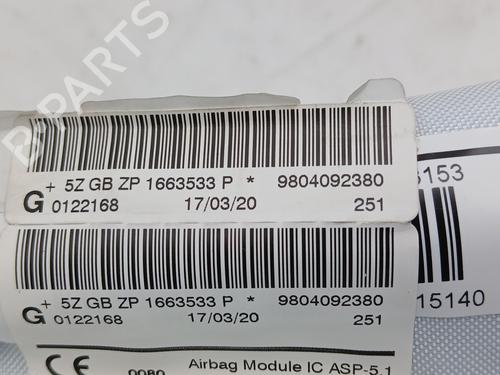 B-PARTS
+ 5Z GB ZP 1663533 P * 9804092380
G 0122168 17/03/20 251
+ 5Z GB ZP 1663533 P * 9804092380
G 0122168 17/03/20 251
153
15140
CE 0080 Airbag Module IC ASP-5.1